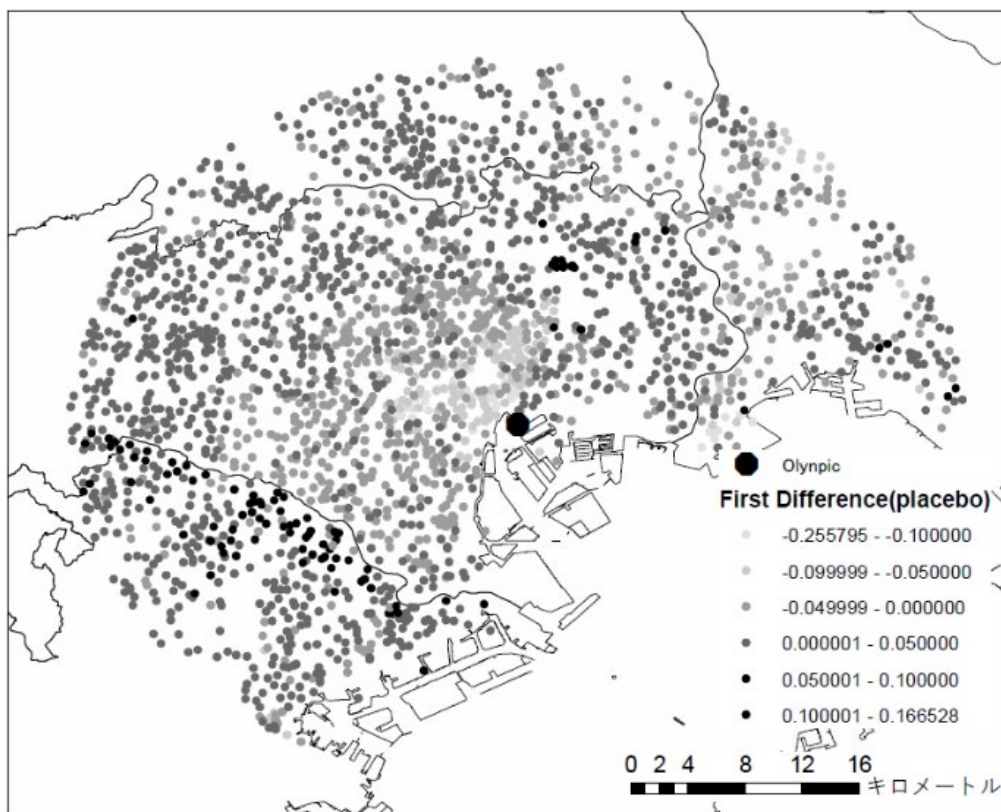 Olynpic
First Difference(placebo)
-0.255795 - -0.100000
-0.099999 - -0.050000
-0.049999 - 0.000000
0.000001 - 0.050000
0.050001 - 0.100000
0.100001 - 0.166528
0 2 4 8 12 16
キロメートル